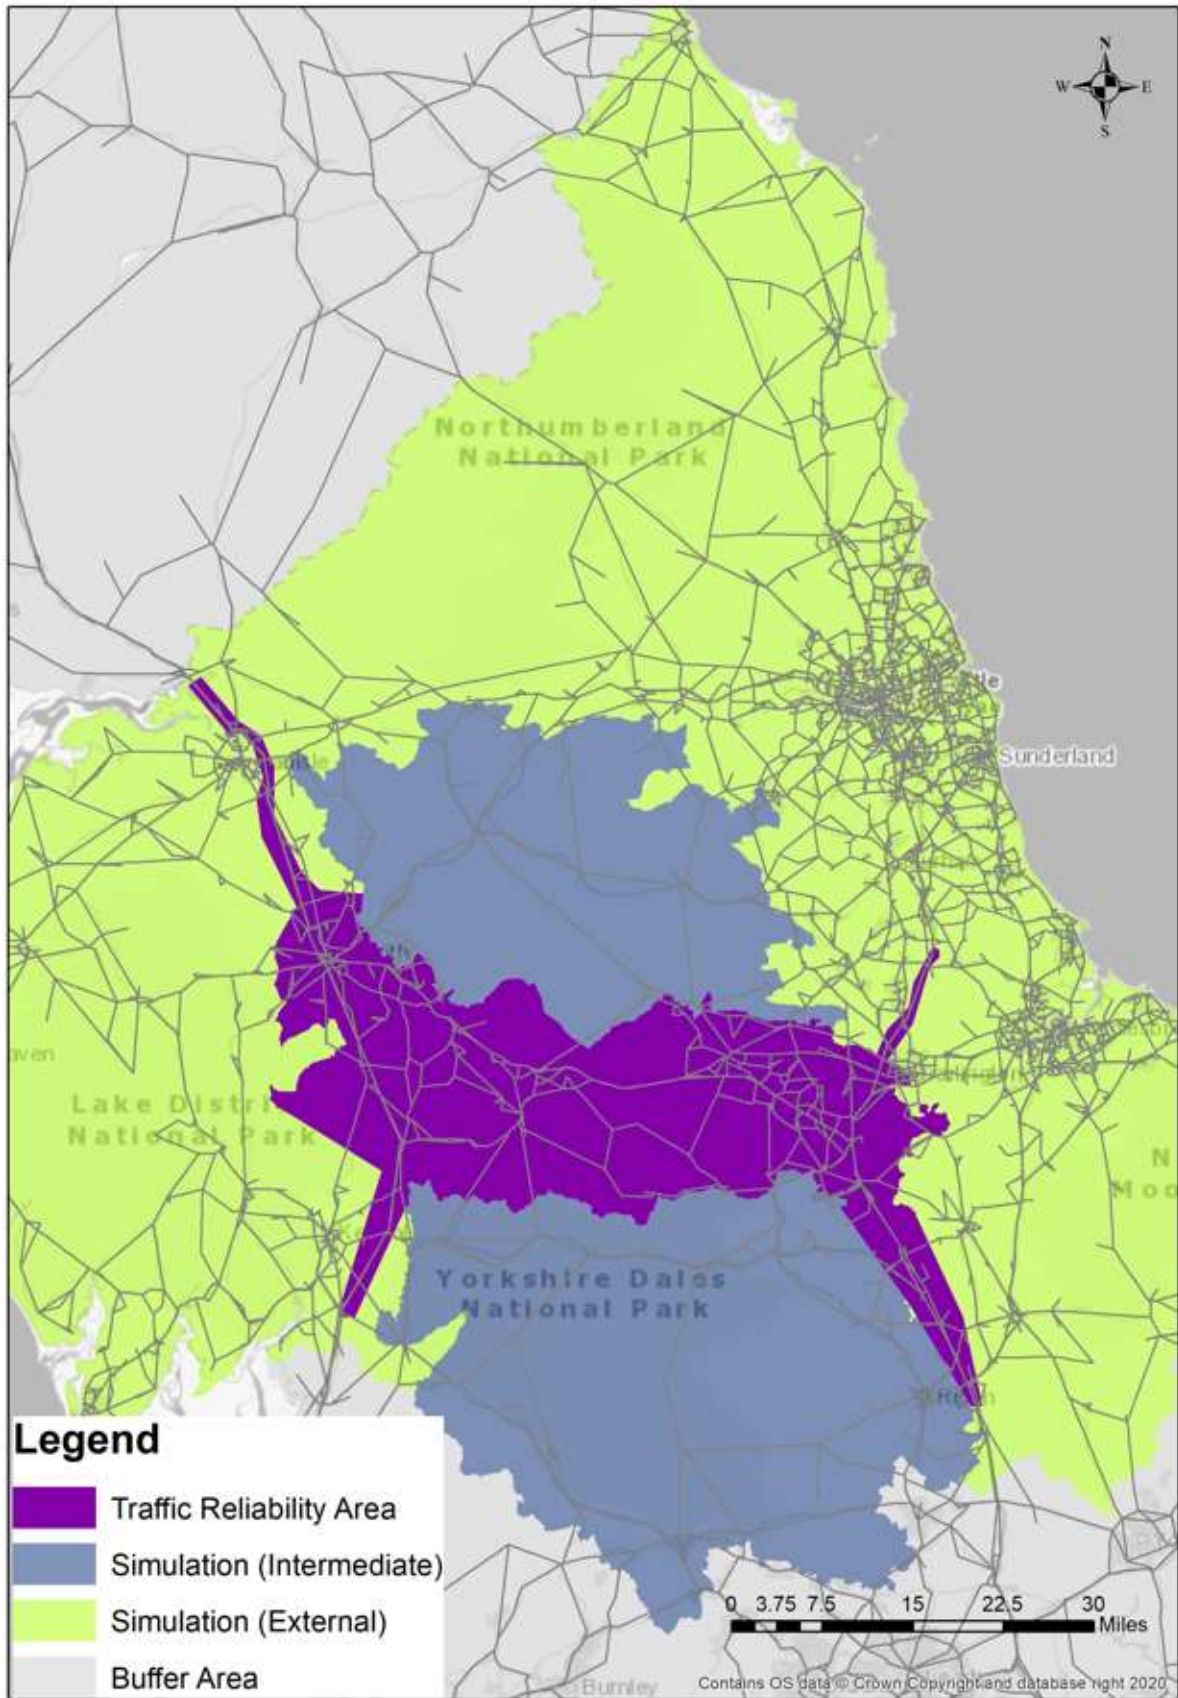 N
W E
S
Northumberland
National Park
Sunderland
Lake District
National Park
Yorkshire Dales
National Park
Legend
Traffic Reliability Area
Simulation (Intermediate)
Simulation (External)
Buffer Area
0 3.75 7.5 15 22.5 30
Miles
Burnley
Contains OS data © Crown Copyright and database right 2020